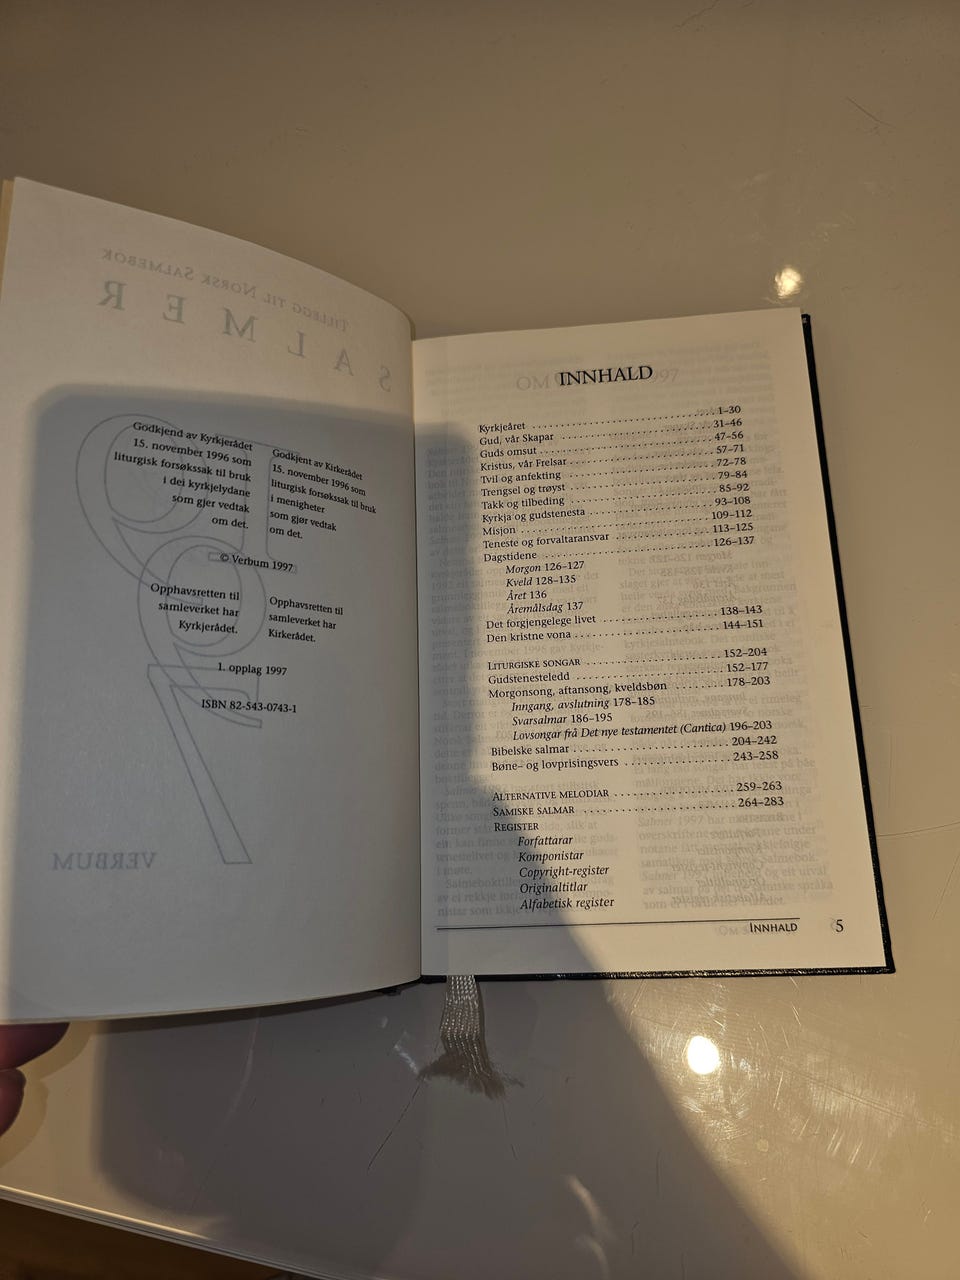 TILLEGG TIL NORSK SALMEBOK
SALMER
Godkjend av Kyrkjerådet
15. november 1996 som
liturgisk forsøkssak til bruk
i dei kyrkjelydane
som gjer vedtak
om det.
Godkjent av Kirkerådet
15. november 1996 som
liturgisk forsøkssak til bruk
i menigheter
som gjør vedtak
om det.
© Verbum 1997
Opphavsretten til
samleverket har
Kyrkjerådet.
Opphavsretten til
samleverket har
Kirkerådet.
1. opplag 1997
ISBN 82-543-0743-1
1997
VERBUM
INNHALD
Kyrkjeåret ........ 1–30
Gud, vår Skapar ........ 31–46
Guds omsut ........ 47–56
Kristus, vår Frelsar ........ 57–71
Tvil og anfekting ........ 72–78
Trengsel og trøyst ........ 79–84
Takk og tilbeding ........ 85–92
Kyrkja og gudstenesta ........ 93–108
Misjon ........ 109–112
Teneste og forvaltaransvar ........ 113–125
Dagstidene ........ 126–137
Morgon 126–127
Kveld 128–135
Året 136
Åremålsdag 137
Det forgjengelege livet ........ 138–143
Den kristne vona ........ 144–151
LITURGISKE SONGAR ........ 152–204
Gudstenesteledd ........ 152–177
Morgonsong, aftansong, kveldsbøn ........ 178–203
Inngang, avslutning 178–185
Svarsalmar 186–195
Lovsongar frå Det nye testamentet (Cantica) 196–203
Bibelske salmar ........ 204–242
Bøne– og lovprisingsvers ........ 243–258
ALTERNATIVE MELODIAR ........ 259–263
SAMISKE SALMAR ........ 264–283
REGISTER
Forfattarar
Komponistar
Copyright-register
Originaltitlar
Alfabetisk register
INNHALD 5